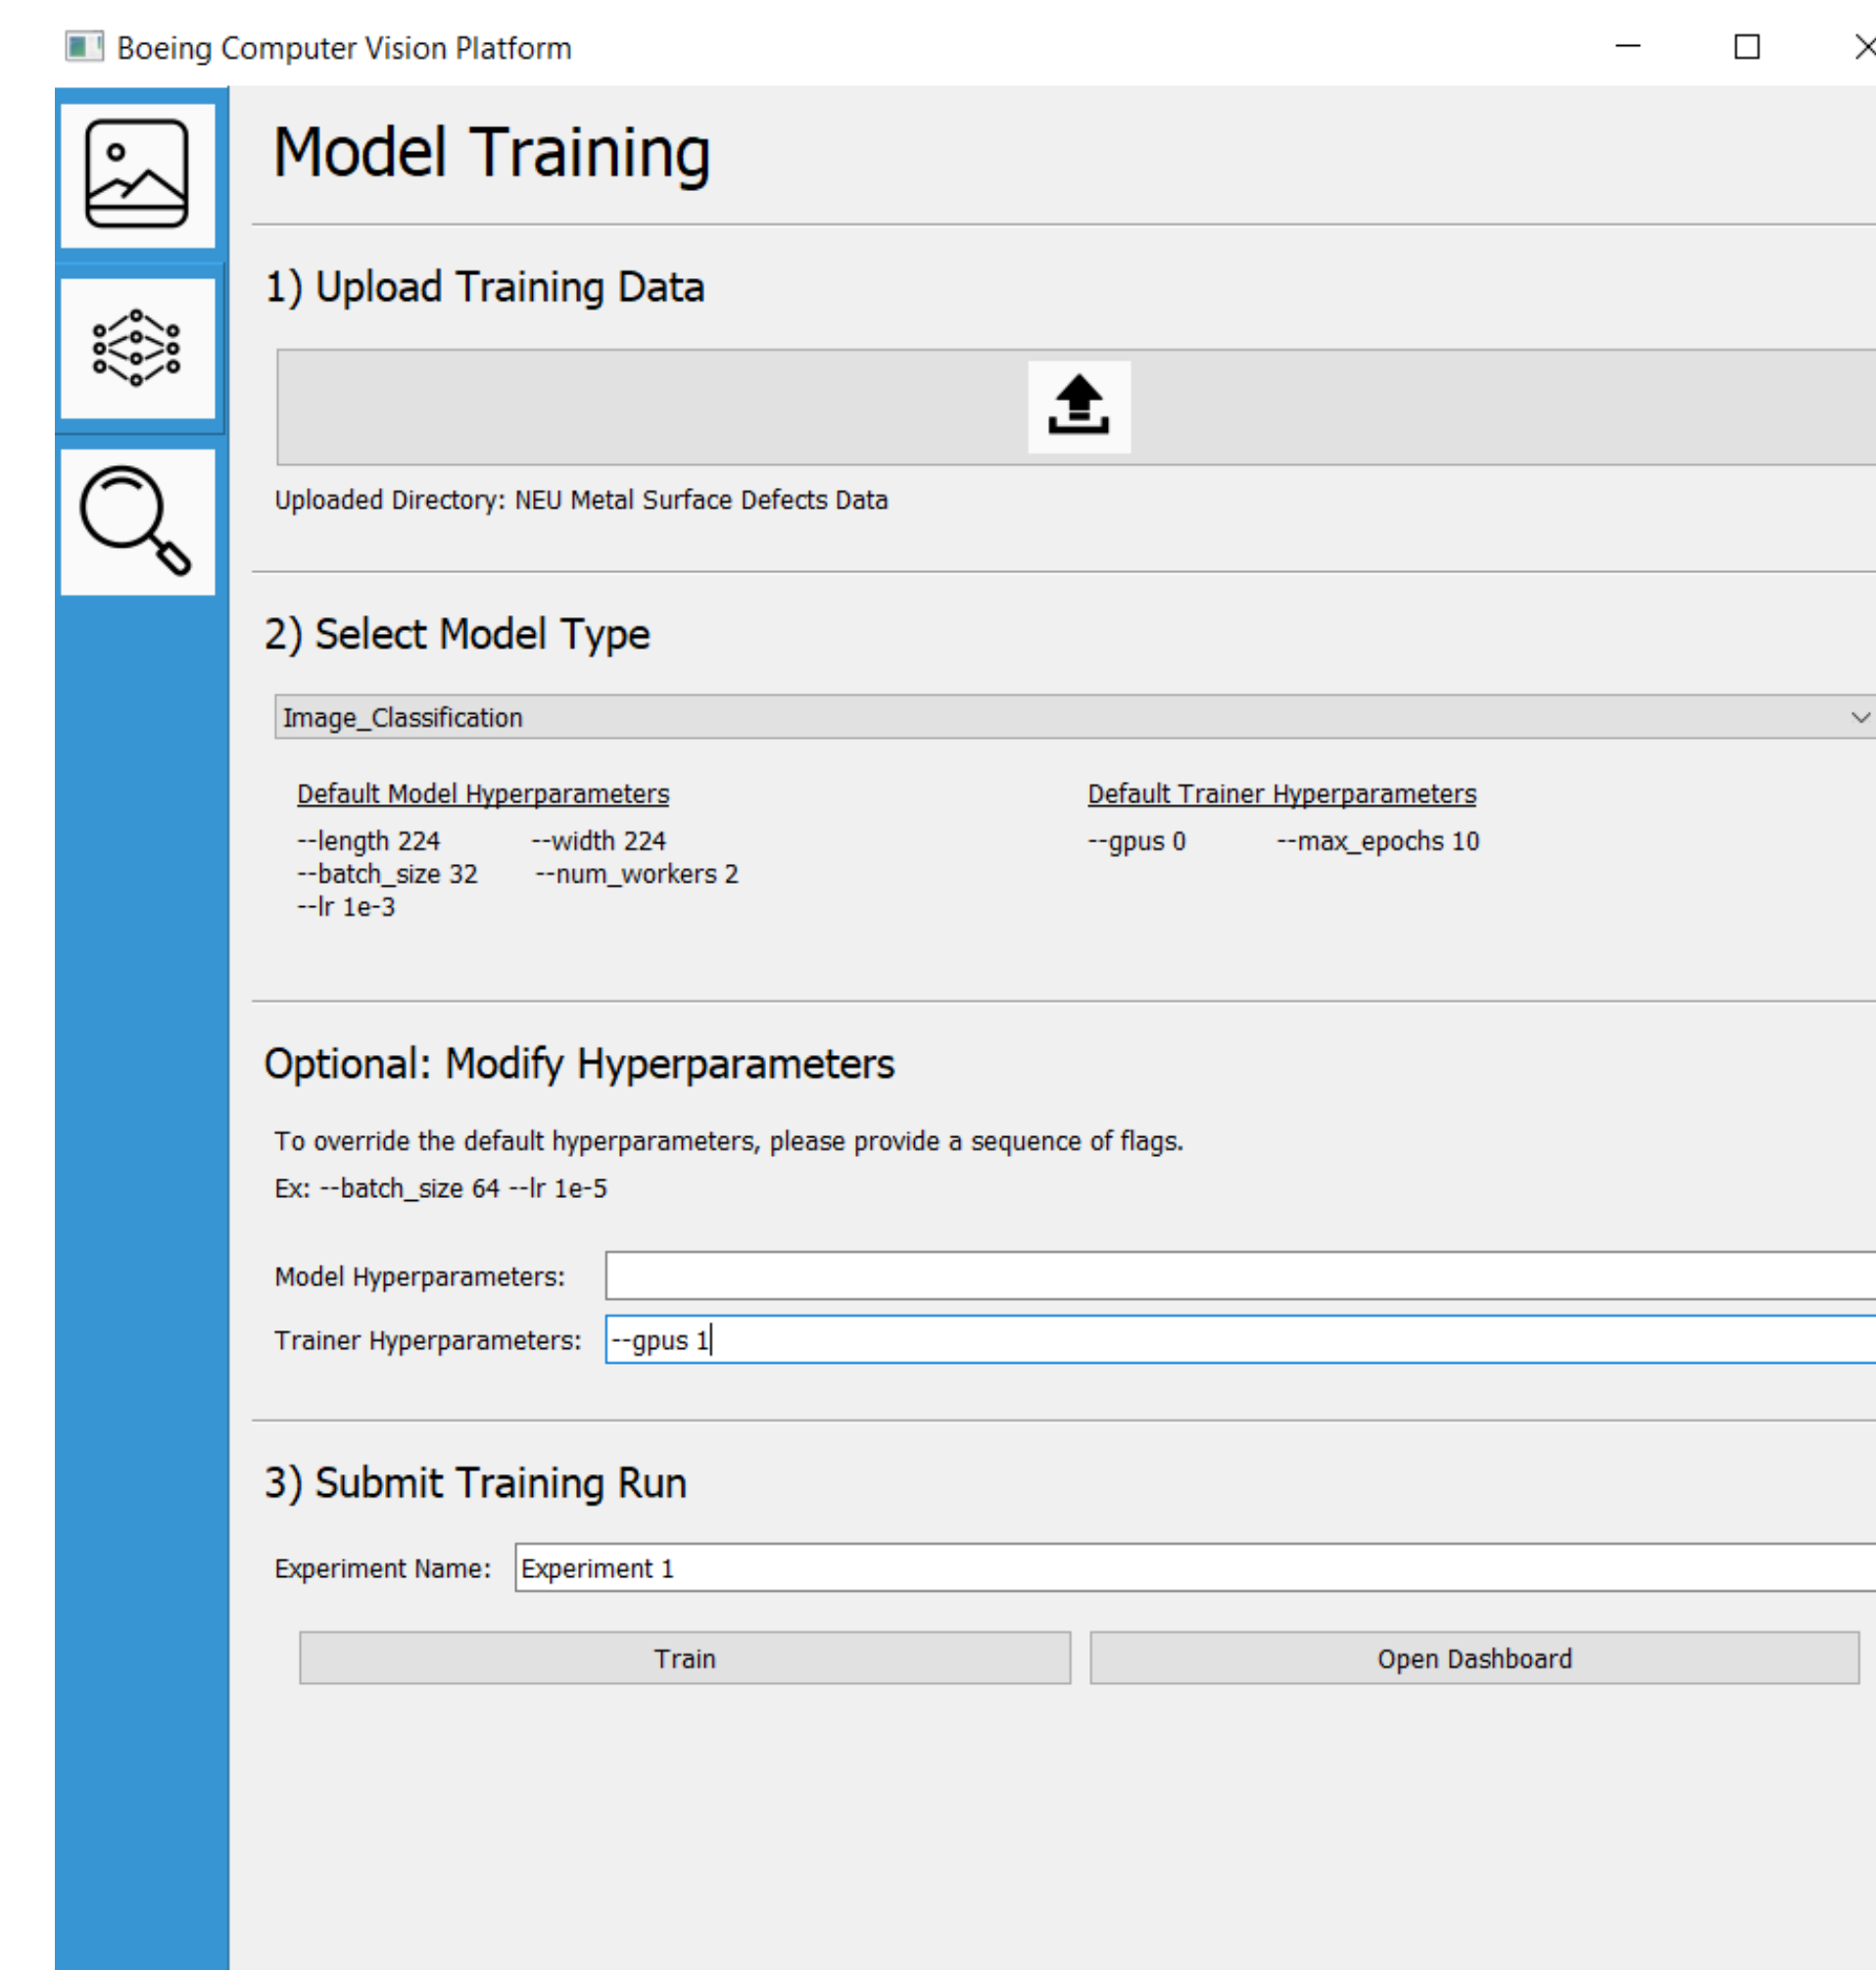 Boeing Computer Vision Platform
Model Training
1) Upload Training Data
Uploaded Directory: NEU Metal Surface Defects Data
2) Select Model Type
Image_Classification
Default Model Hyperparameters
--length 224 --width 224
--batch_size 32 --num_workers 2
--lr 1e-3
Default Trainer Hyperparameters
--gpus 0 --max_epochs 10
Optional: Modify Hyperparameters
To override the default hyperparameters, please provide a sequence of flags.
Ex: --batch_size 64 --lr 1e-5
Model Hyperparameters:
Trainer Hyperparameters: --gpus 1
3) Submit Training Run
Experiment Name: Experiment 1
Train Open Dashboard